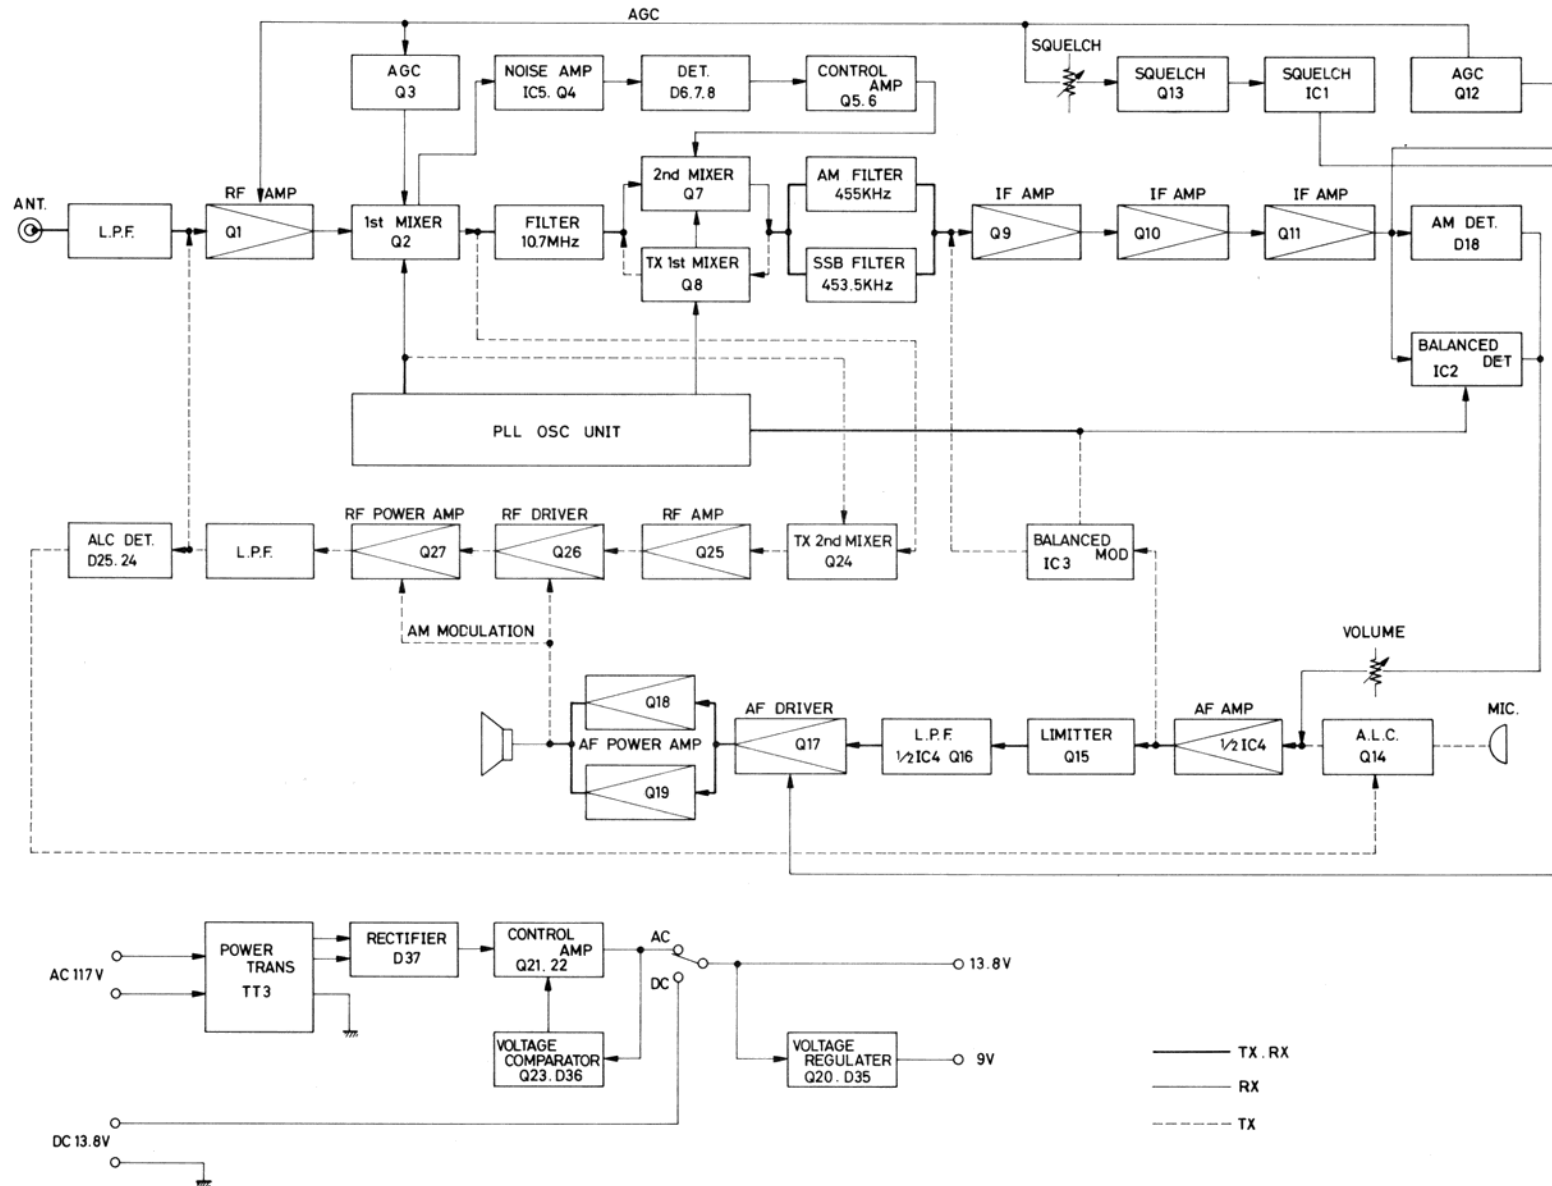 AGC
SQUELCH
AGC
Q3
NOISE AMP
IC5. Q4
DET.
D6.7.8
CONTROL
AMP
Q5.6
SQUELCH
Q13
SQUELCH
IC1
AGC
Q12
ANT.
L.P.F.
RF AMP
Q1
1st MIXER
Q2
FILTER
10.7MHz
2nd MIXER
Q7
TX 1st MIXER
Q8
AM FILTER
455KHz
SSB FILTER
453.5KHz
IF AMP
Q9
IF AMP
Q10
IF AMP
Q11
AM DET.
D18
BALANCED
DET
IC2
PLL OSC UNIT
ALC DET.
D25.24
L.P.F.
RF POWER AMP
Q27
RF DRIVER
Q26
RF AMP
Q25
TX 2nd MIXER
Q24
BALANCED
MOD
IC3
AM MODULATION
VOLUME
Q18
AF POWER AMP
Q19
AF DRIVER
Q17
L.P.F.
1/2 IC4 Q16
LIMITTER
Q15
AF AMP
1/2 IC4
A.L.C.
Q14
MIC.
AC 117V
POWER
TRANS
TT3
RECTIFIER
D37
CONTROL
AMP
Q21.22
AC
DC
13.8V
VOLTAGE
COMPARATOR
Q23.D36
VOLTAGE
REGULATER
Q20.D35
9V
DC 13.8V
TX.RX
RX
TX